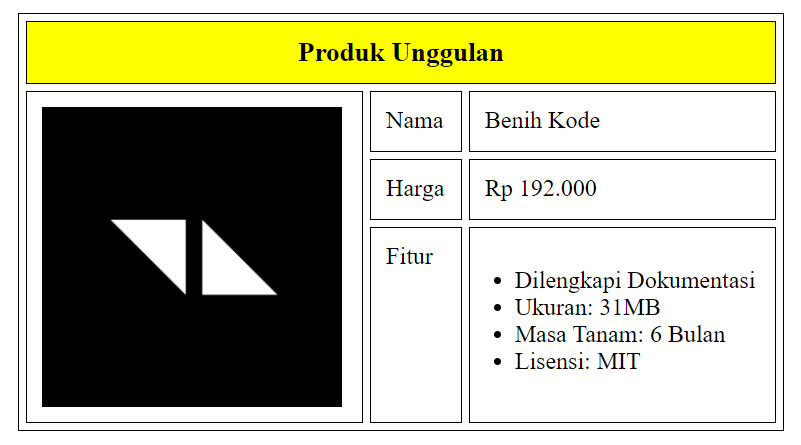 Produk Unggulan
Nama
Benih Kode
Harga
Rp 192.000
Fitur
Dilengkapi Dokumentasi
Ukuran: 31MB
Masa Tanam: 6 Bulan
Lisensi: MIT